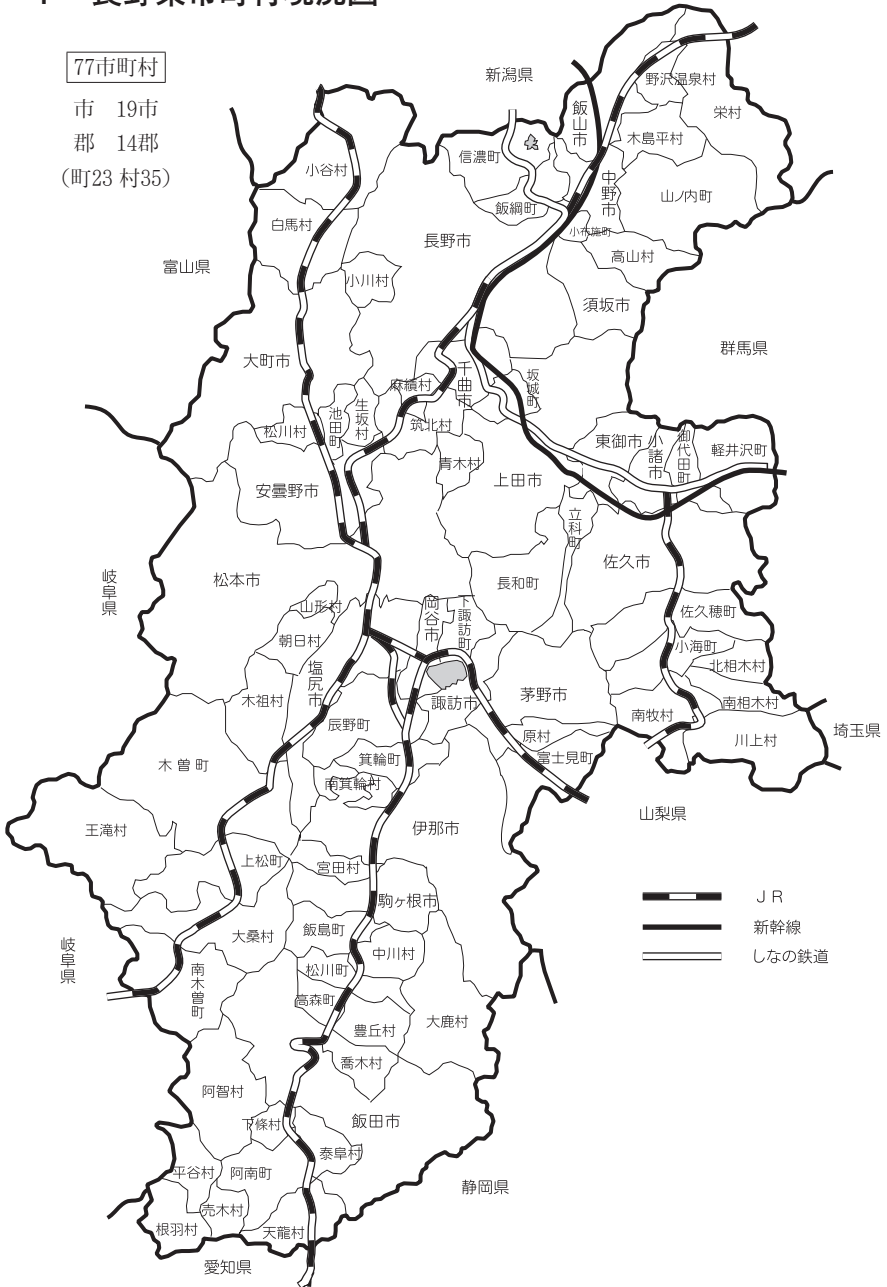 長野県市町村境況図
77市町村
市 19市
郡 14郡
(町23 村35)
新潟県
野沢温泉村
栄村
飯山市
木島平村
小谷村
信濃町
中野市
山ノ内町
飯綱町
白馬村
小布施町
長野市
高山村
富山県
小川村
須坂市
群馬県
大町市
千曲市
坂城町
麻績村
生坂村
池田町
筑北村
松川村
東御市
小諸市
御代田町
軽井沢町
青木村
上田市
安曇野市
立科町
佐久市
岐阜県
松本市
長和町
山形村
岡谷市
下諏訪町
佐久穂町
朝日村
小海町
北相木村
塩尻市
木祖村
諏訪市
茅野市
南相木村
辰野町
南牧村
埼玉県
原村
川上村
木曽町
箕輪町
富士見町
南箕輪村
山梨県
王滝村
伊那市
上松町
宮田村
駒ヶ根市
JR
新幹線
しなの鉄道
大桑村
飯島町
中川村
岐阜県
南木曽町
松川町
高森町
大鹿村
豊丘村
喬木村
阿智村
下條村
飯田市
泰阜村
平谷村
阿南町
静岡県
売木村
根羽村
天龍村
愛知県